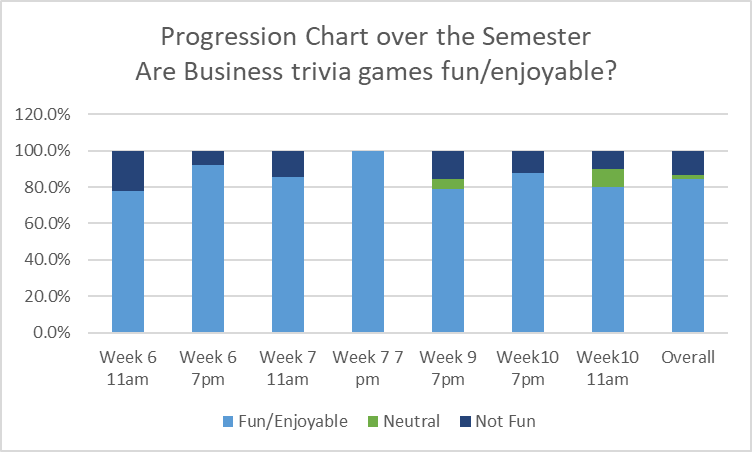 Progression Chart over the Semester
Are Business trivia games fun/enjoyable?
120.0%
100.0%
80.0%
60.0%
40.0%
20.0%
0.0%
Week 6 11am
Week 6 7pm
Week 7 11am
Week 7 7 pm
Week 9 7pm
Week10 7pm
Week10 11am
Overall
Fun/Enjoyable
Neutral
Not Fun